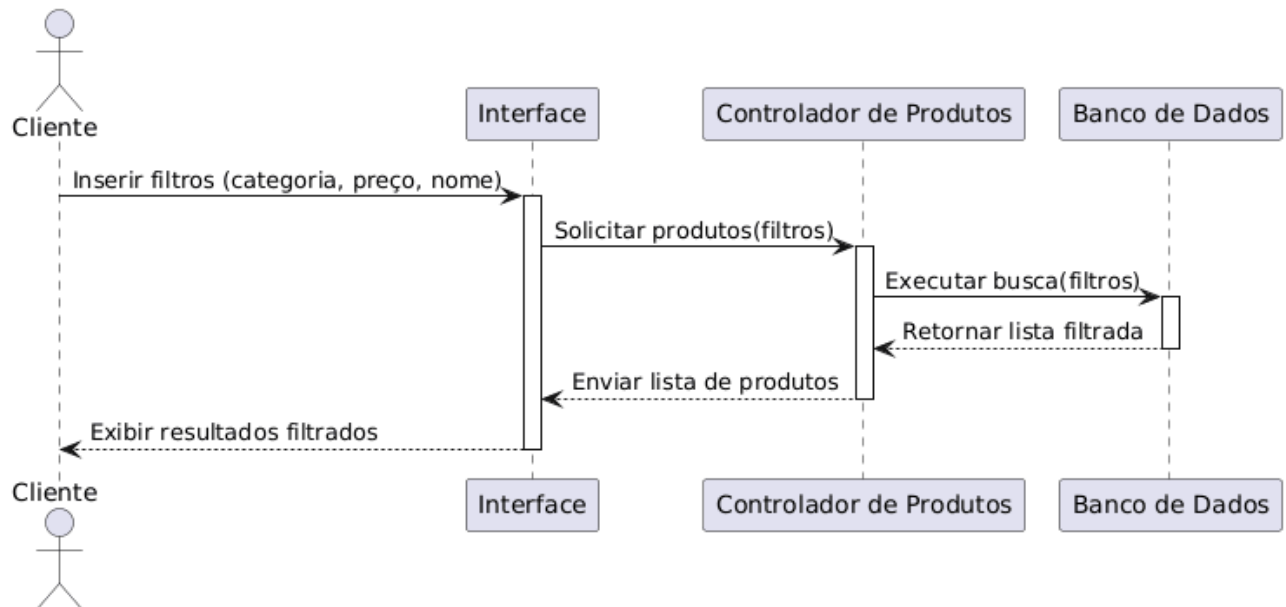 Cliente
Interface
Controlador de Produtos
Banco de Dados
Inserir filtros (categoria, preço, nome)
Solicitar produtos(filtros)
Executar busca(filtros)
Retornar lista filtrada
Enviar lista de produtos
Exibir resultados filtrados
Cliente
Interface
Controlador de Produtos
Banco de Dados